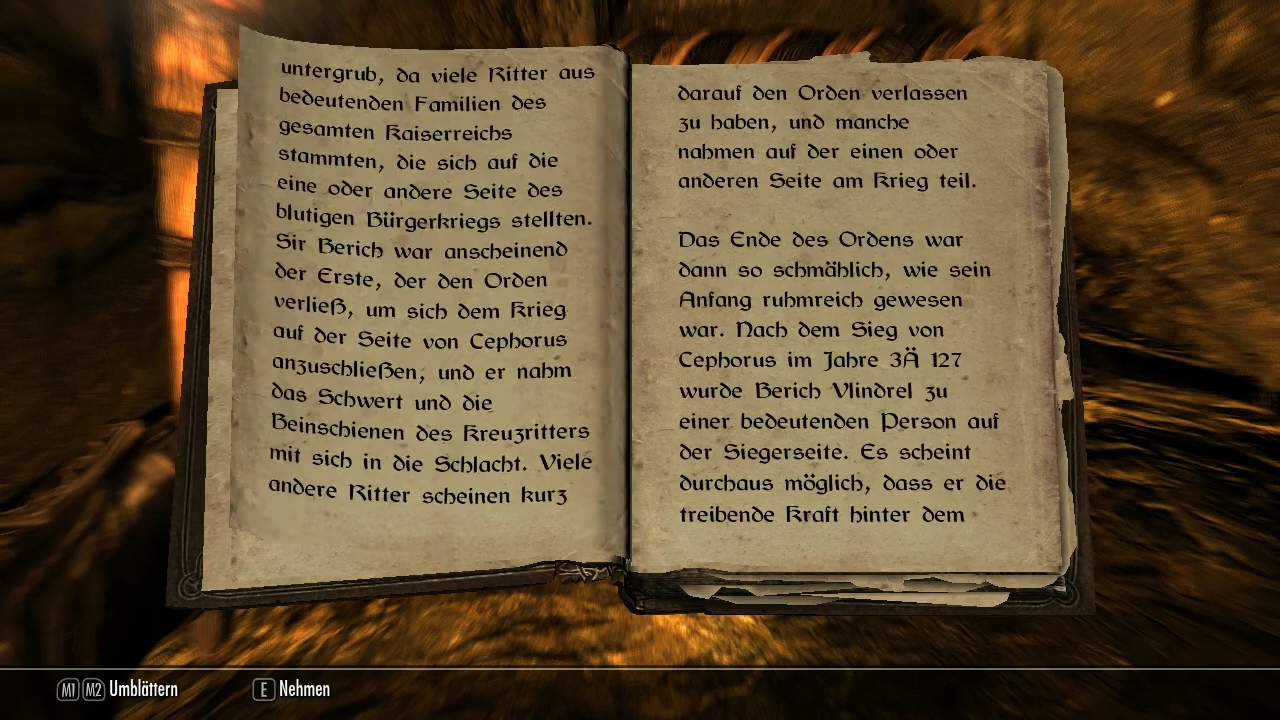 untergrub, da viele Ritter aus
bedeutenden Familien des
gesamten Kaiserreichs
stammten, die sich auf die
eine oder andere Seite des
blutigen Bürgerkriegs stellten.
Sir Berich war anscheinend
der Erste, der den Orden
verließ, um sich dem Krieg
auf der Seite von Cephorus
anzuschließen, und er nahm
das Schwert und die
Beinschienen des Kreuzritters
mit sich in die Schlacht. Viele
andere Ritter scheinen kurz
darauf den Orden verlassen
zu haben, und manche
nahmen auf der einen oder
anderen Seite am Krieg teil.
Das Ende des Ordens war
dann so schmählich, wie sein
Anfang ruhmreich gewesen
war. Nach dem Sieg von
Cephorus im Jahre 3Ä 127
wurde Berich Vlindrel zu
einer bedeutenden Person auf
der Siegerseite. Es scheint
durchaus möglich, dass er die
treibende Kraft hinter dem
M1 M2 Umblättern
E Nehmen